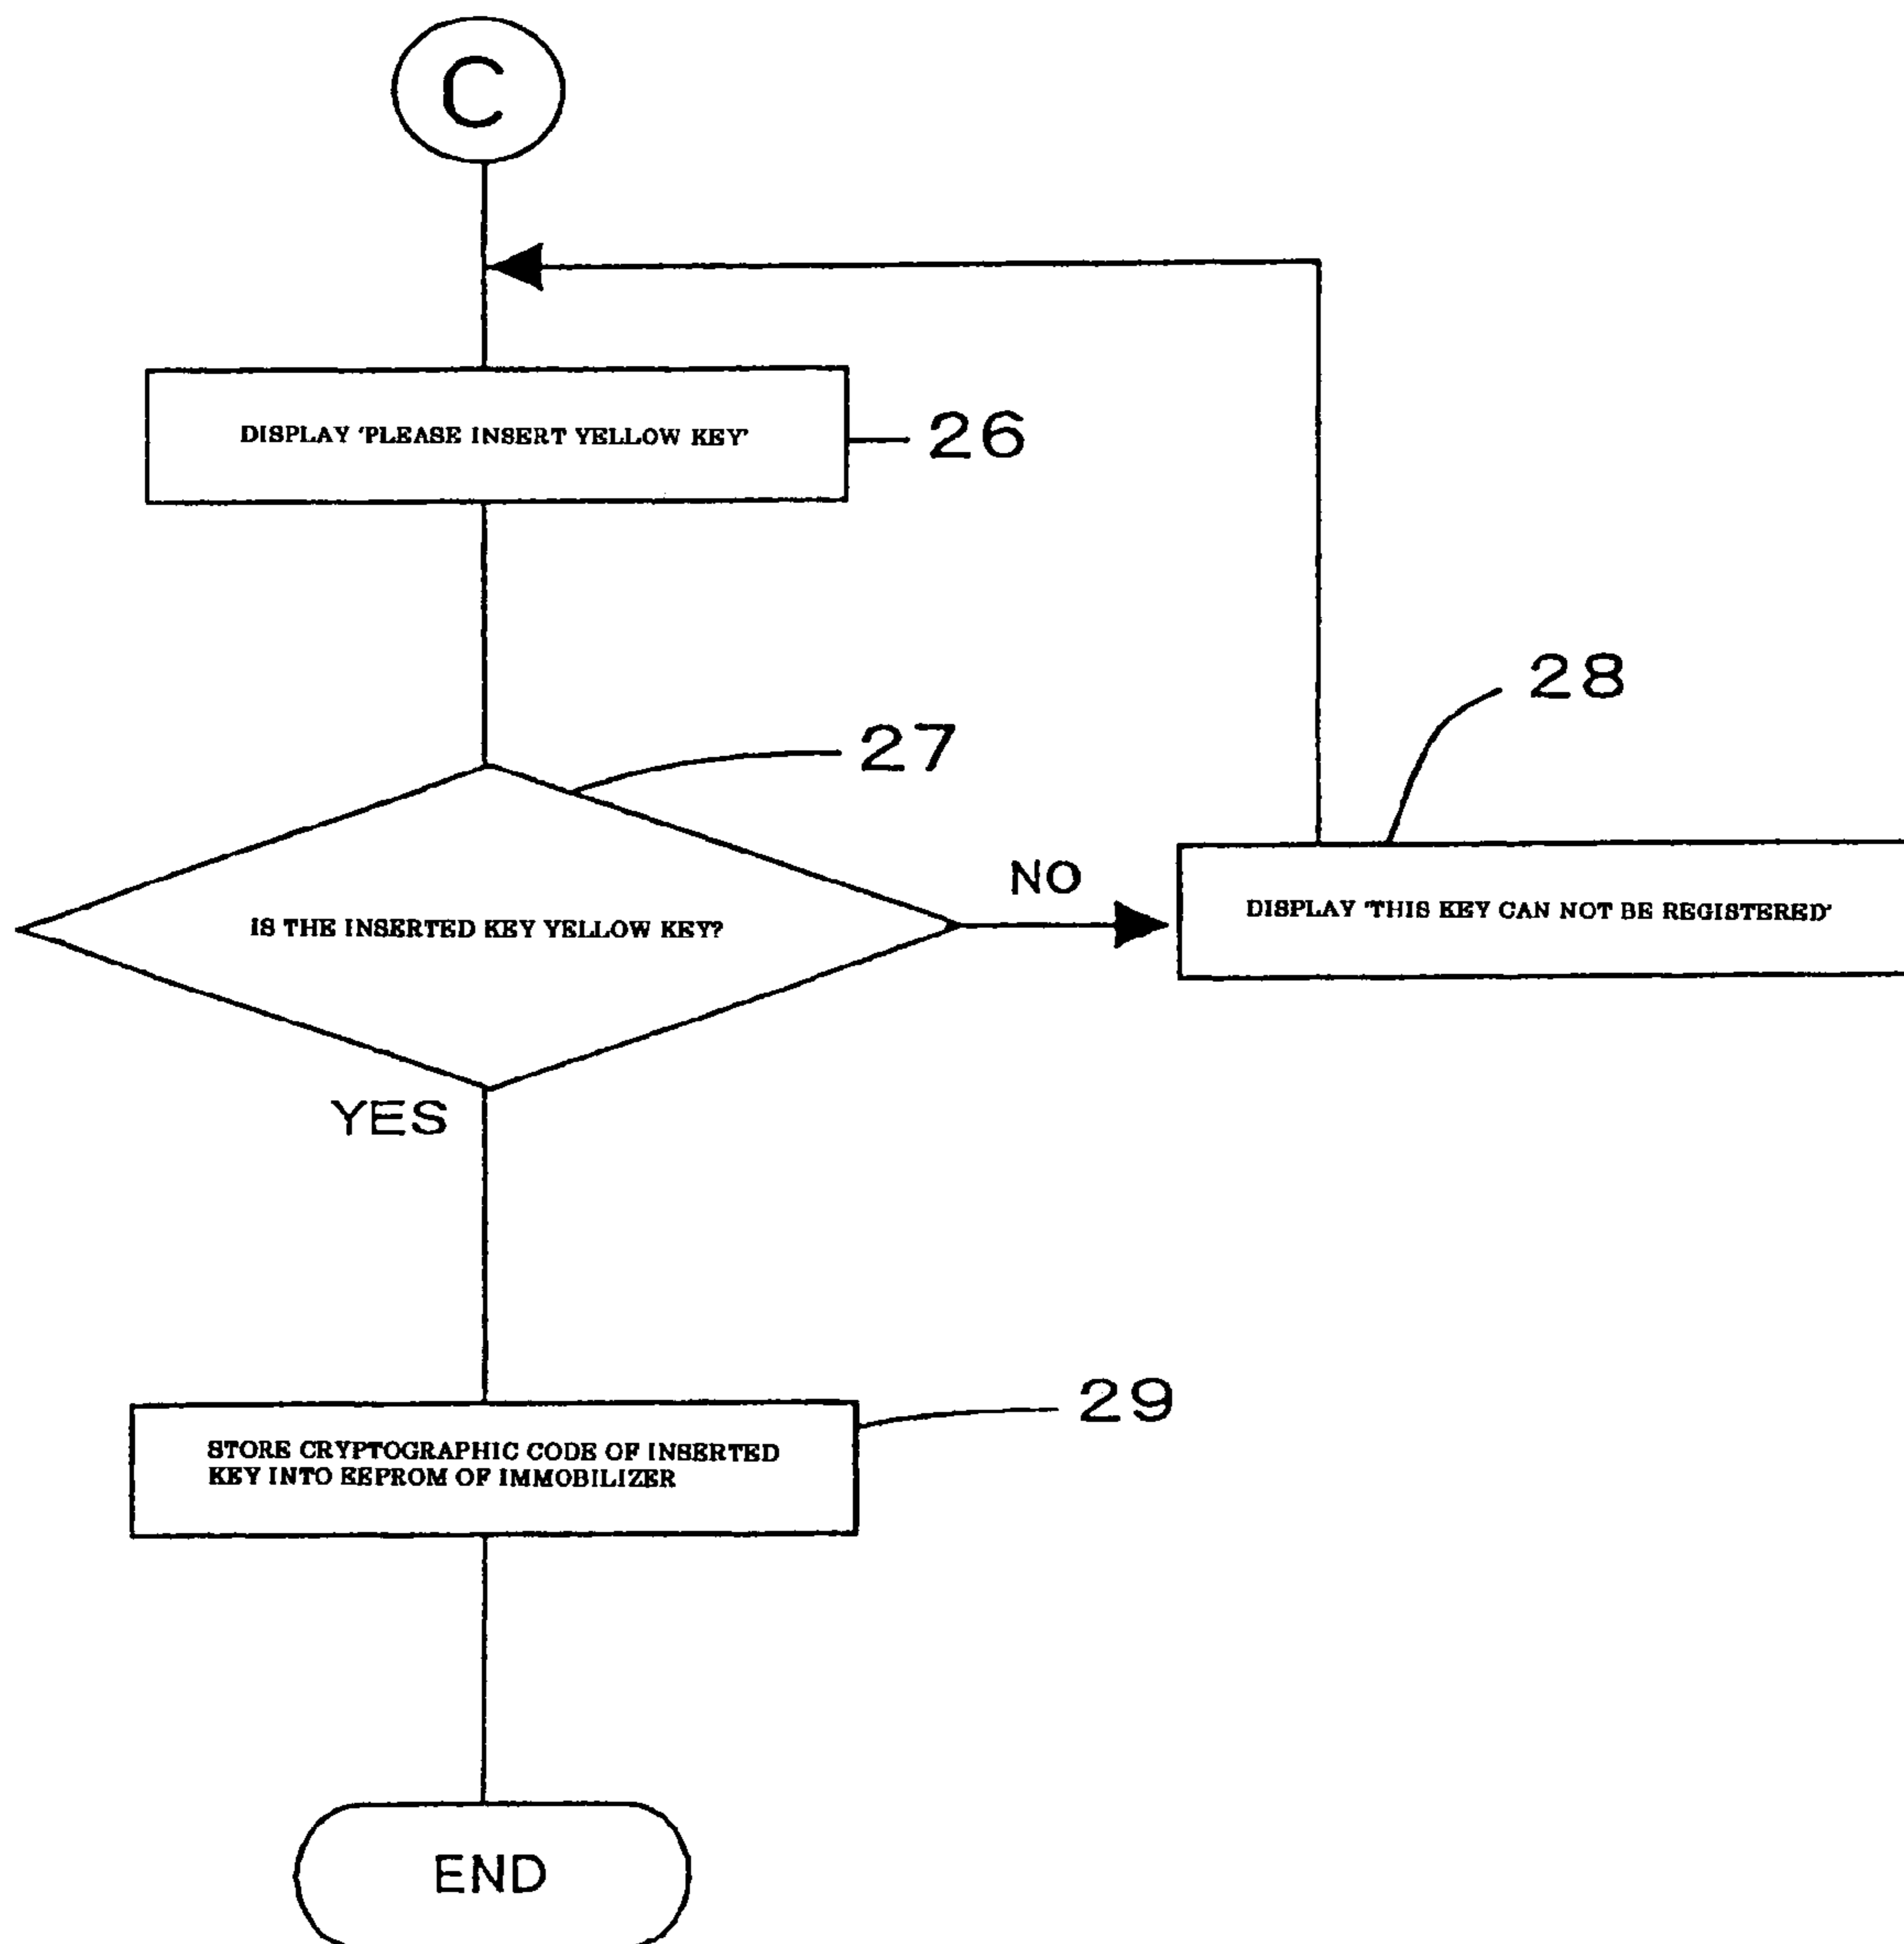 C
DISPLAY 'PLEASE INSERT YELLOW KEY'
26
27
28
IS THE INSERTED KEY YELLOW KEY?
NO
DISPLAY 'THIS KEY CAN NOT BE REGISTERED'
YES
29
STORE CRYPTOGRAPHIC CODE OF INSERTED
KEY INTO EEPROM OF IMMOBILIZER
END